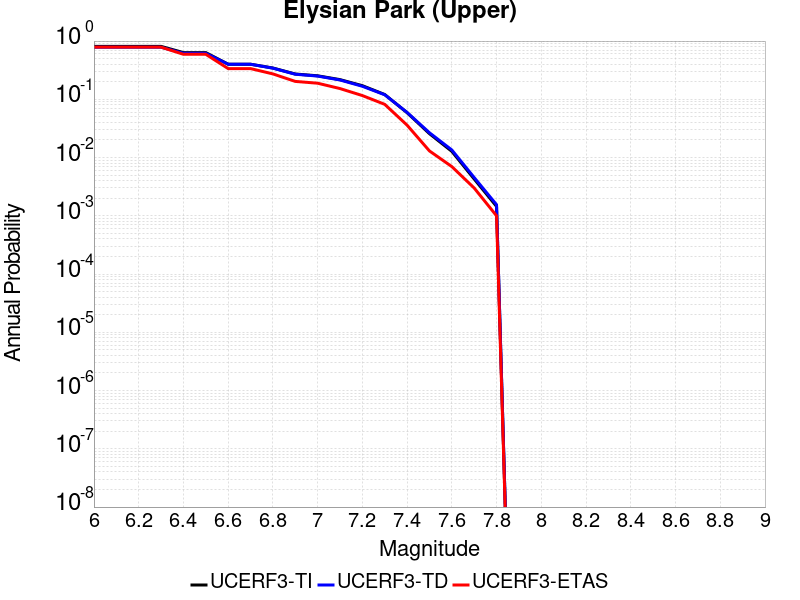 Elysian Park (Upper)
10^0
10^-1
10^-2
10^-3
10^-4
10^-5
10^-6
10^-7
10^-8
Annual Probability
6 6.2 6.4 6.6 6.8 7 7.2 7.4 7.6 7.8 8 8.2 8.4 8.6 8.8 9
Magnitude
UCERF3-TI UCERF3-TD UCERF3-ETAS